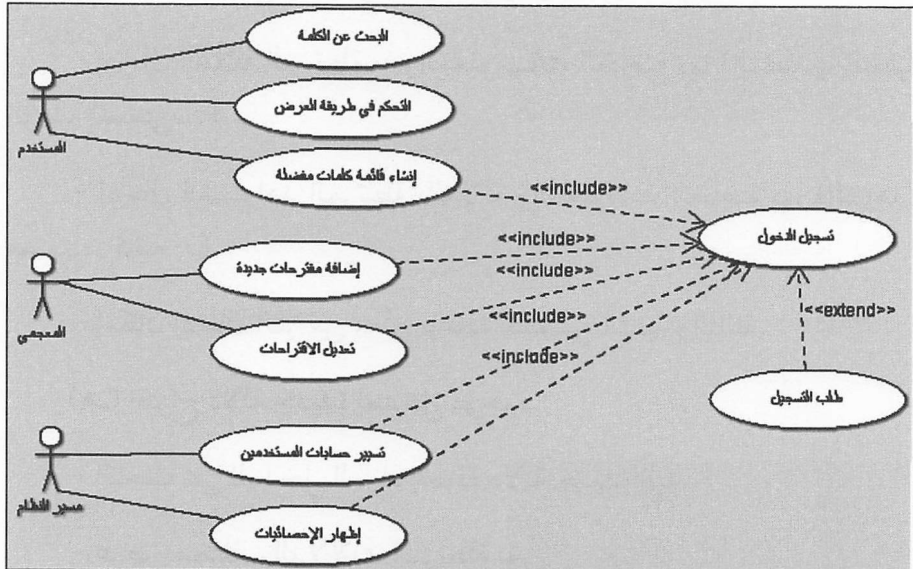 البحث عن الكلمة
التحكم في طريقة العرض
المستخدم
إنشاء قائمة كلمات مفضلة
<<include>>
تسجيل الدخول
<<include>>
إضافة مقترحات جديدة
<<include>>
المعجمي
<<include>>
<<extend>>
تعديل الاقتراحات
<<include>>
طلب التسجيل
تسيير حسابات المستخدمين
مسير النظام
إظهار الإحصائيات